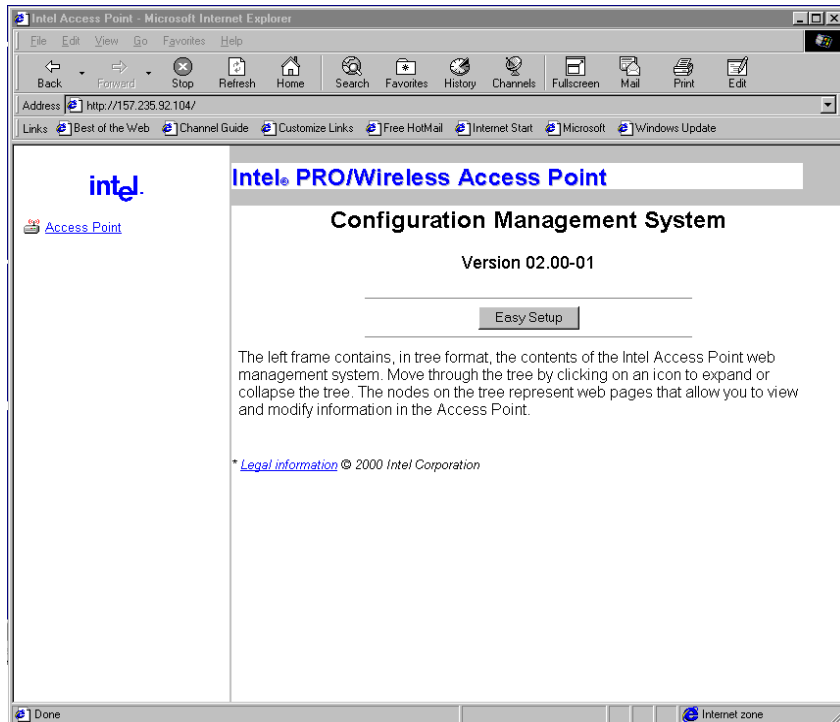 Intel Access Point - Microsoft Internet Explorer
File Edit View Go Favorites Help
Back Forward Stop Refresh Home Search Favorites History Channels Fullscreen Mail Print Edit
Address http://157.235.92.104/
Links Best of the Web Channel Guide Customize Links Free HotMail Internet Start Microsoft Windows Update
intel.
Access Point
Intel® PRO/Wireless Access Point
Configuration Management System
Version 02.00-01
Easy Setup
The left frame contains, in tree format, the contents of the Intel Access Point web
management system. Move through the tree by clicking on an icon to expand or
collapse the tree. The nodes on the tree represent web pages that allow you to view
and modify information in the Access Point.
* Legal information © 2000 Intel Corporation
Done
Internet zone